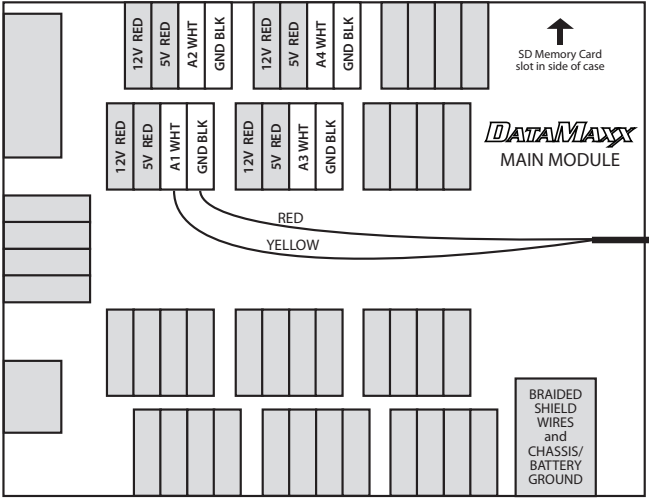 12V RED
5V RED
A2 WHT
GND BLK
12V RED
5V RED
A4 WHT
GND BLK
SD Memory Card
slot in side of case
12V RED
5V RED
A1 WHT
GND BLK
12V RED
5V RED
A3 WHT
GND BLK
DATAMAXX
MAIN MODULE
RED
YELLOW
BRAIDED
SHIELD
WIRES
and
CHASSIS/
BATTERY
GROUND